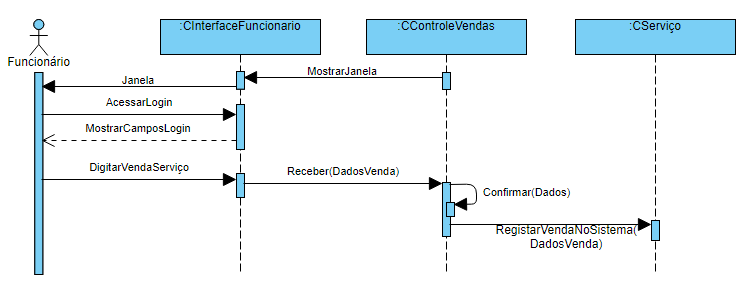 :CInterfaceFuncionario
:CControleVendas
:CServiço
Funcionário
MostrarJanela
Janela
AcessarLogin
MostrarCamposLogin
DigitarVendaServiço
Receber(DadosVenda)
Confirmar(Dados)
RegistarVendaNoSistema(
DadosVenda)